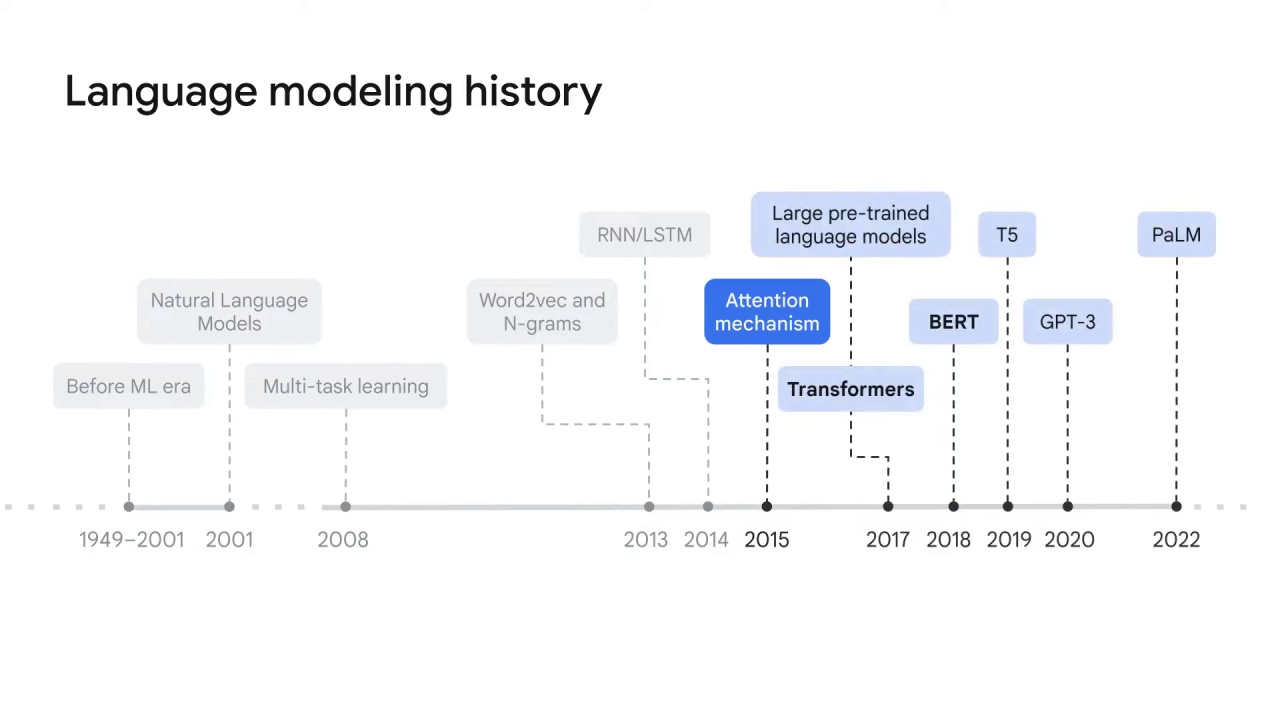 Language modeling history
Large pre-trained
language models
RNN/LSTM
T5
PaLM
Natural Language
Models
Word2vec and
N-grams
Attention
mechanism
BERT
GPT-3
Before ML era
Multi-task learning
Transformers
1949–2001
2001
2008
2013
2014
2015
2017
2018
2019
2020
2022